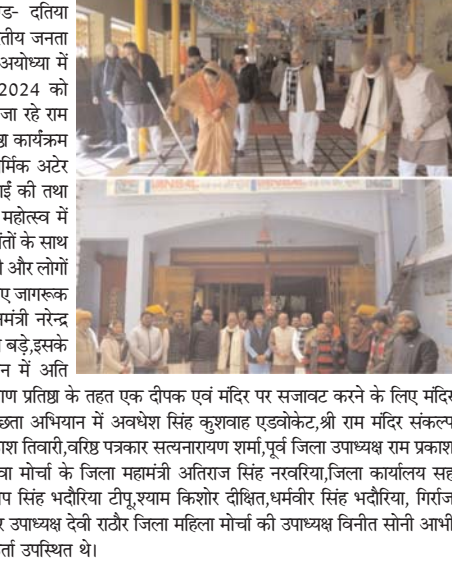 ड- दतिया
तीय जनता
अयोध्या में
2024 को
जा रहे राम
ष्ठा कार्यक्रम
र्मिक अटेर
ाई की तथा
महोत्स्व में
ंतों के साथ
ी और लोगों
ए जागरूक
मंत्री नरेन्द्र
बड़े,इसके
न में अति
ाण प्रतिष्ठा के तहत एक दीपक एवं मंदिर पर सजावट करने के लिए मंदिर
छता अभियान में अवधेश सिंह कुशवाह एडवोकेट,श्री राम मंदिर संकल्प
ाश तिवारी,वरिष्ठ पत्रकार सत्यनारायण शर्मा,पूर्व जिला उपाध्यक्ष राम प्रकाश
वा मोर्चा के जिला महामंत्री अतिराज सिंह नरवरिया,जिला कार्यालय सह
प सिंह भदौरिया टीपू,श्याम किशोर दीक्षित,धर्मवीर सिंह भदौरिया, गिर्राज
र उपाध्यक्ष देवी राठौर जिला महिला मोर्चा की उपाध्यक्ष विनीत सोनी आभी
र्ता उपस्थित थे।